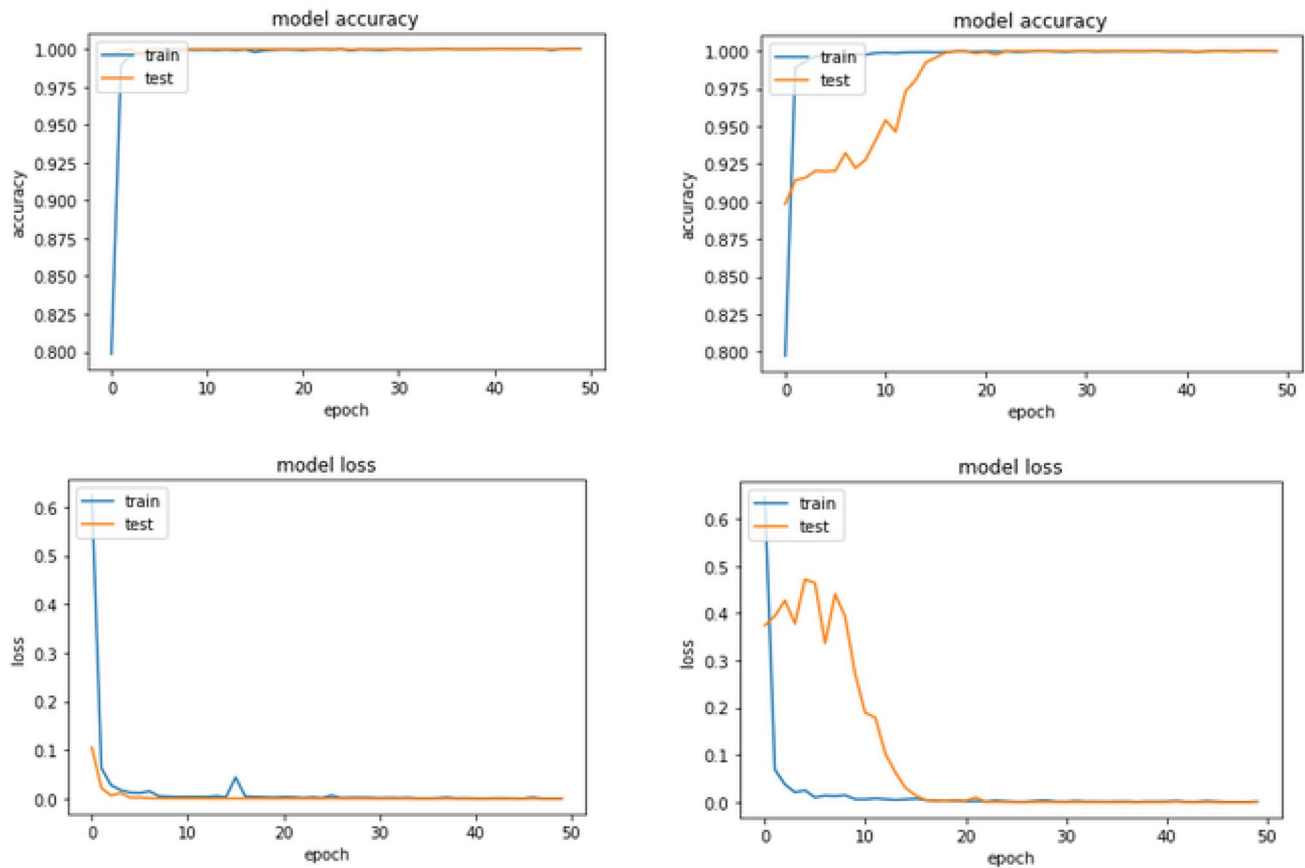 model accuracy
train
test
1.000
0.975
0.950
0.925
0.900
0.875
0.850
0.825
0.800
accuracy
0 10 20 30 40 50
epoch
model accuracy
train
test
1.000
0.975
0.950
0.925
0.900
0.875
0.850
0.825
0.800
accuracy
0 10 20 30 40 50
epoch
model loss
train
test
0.6
0.5
0.4
0.3
0.2
0.1
0.0
loss
0 10 20 30 40 50
epoch
model loss
train
test
0.6
0.5
0.4
0.3
0.2
0.1
0.0
loss
0 10 20 30 40 50
epoch